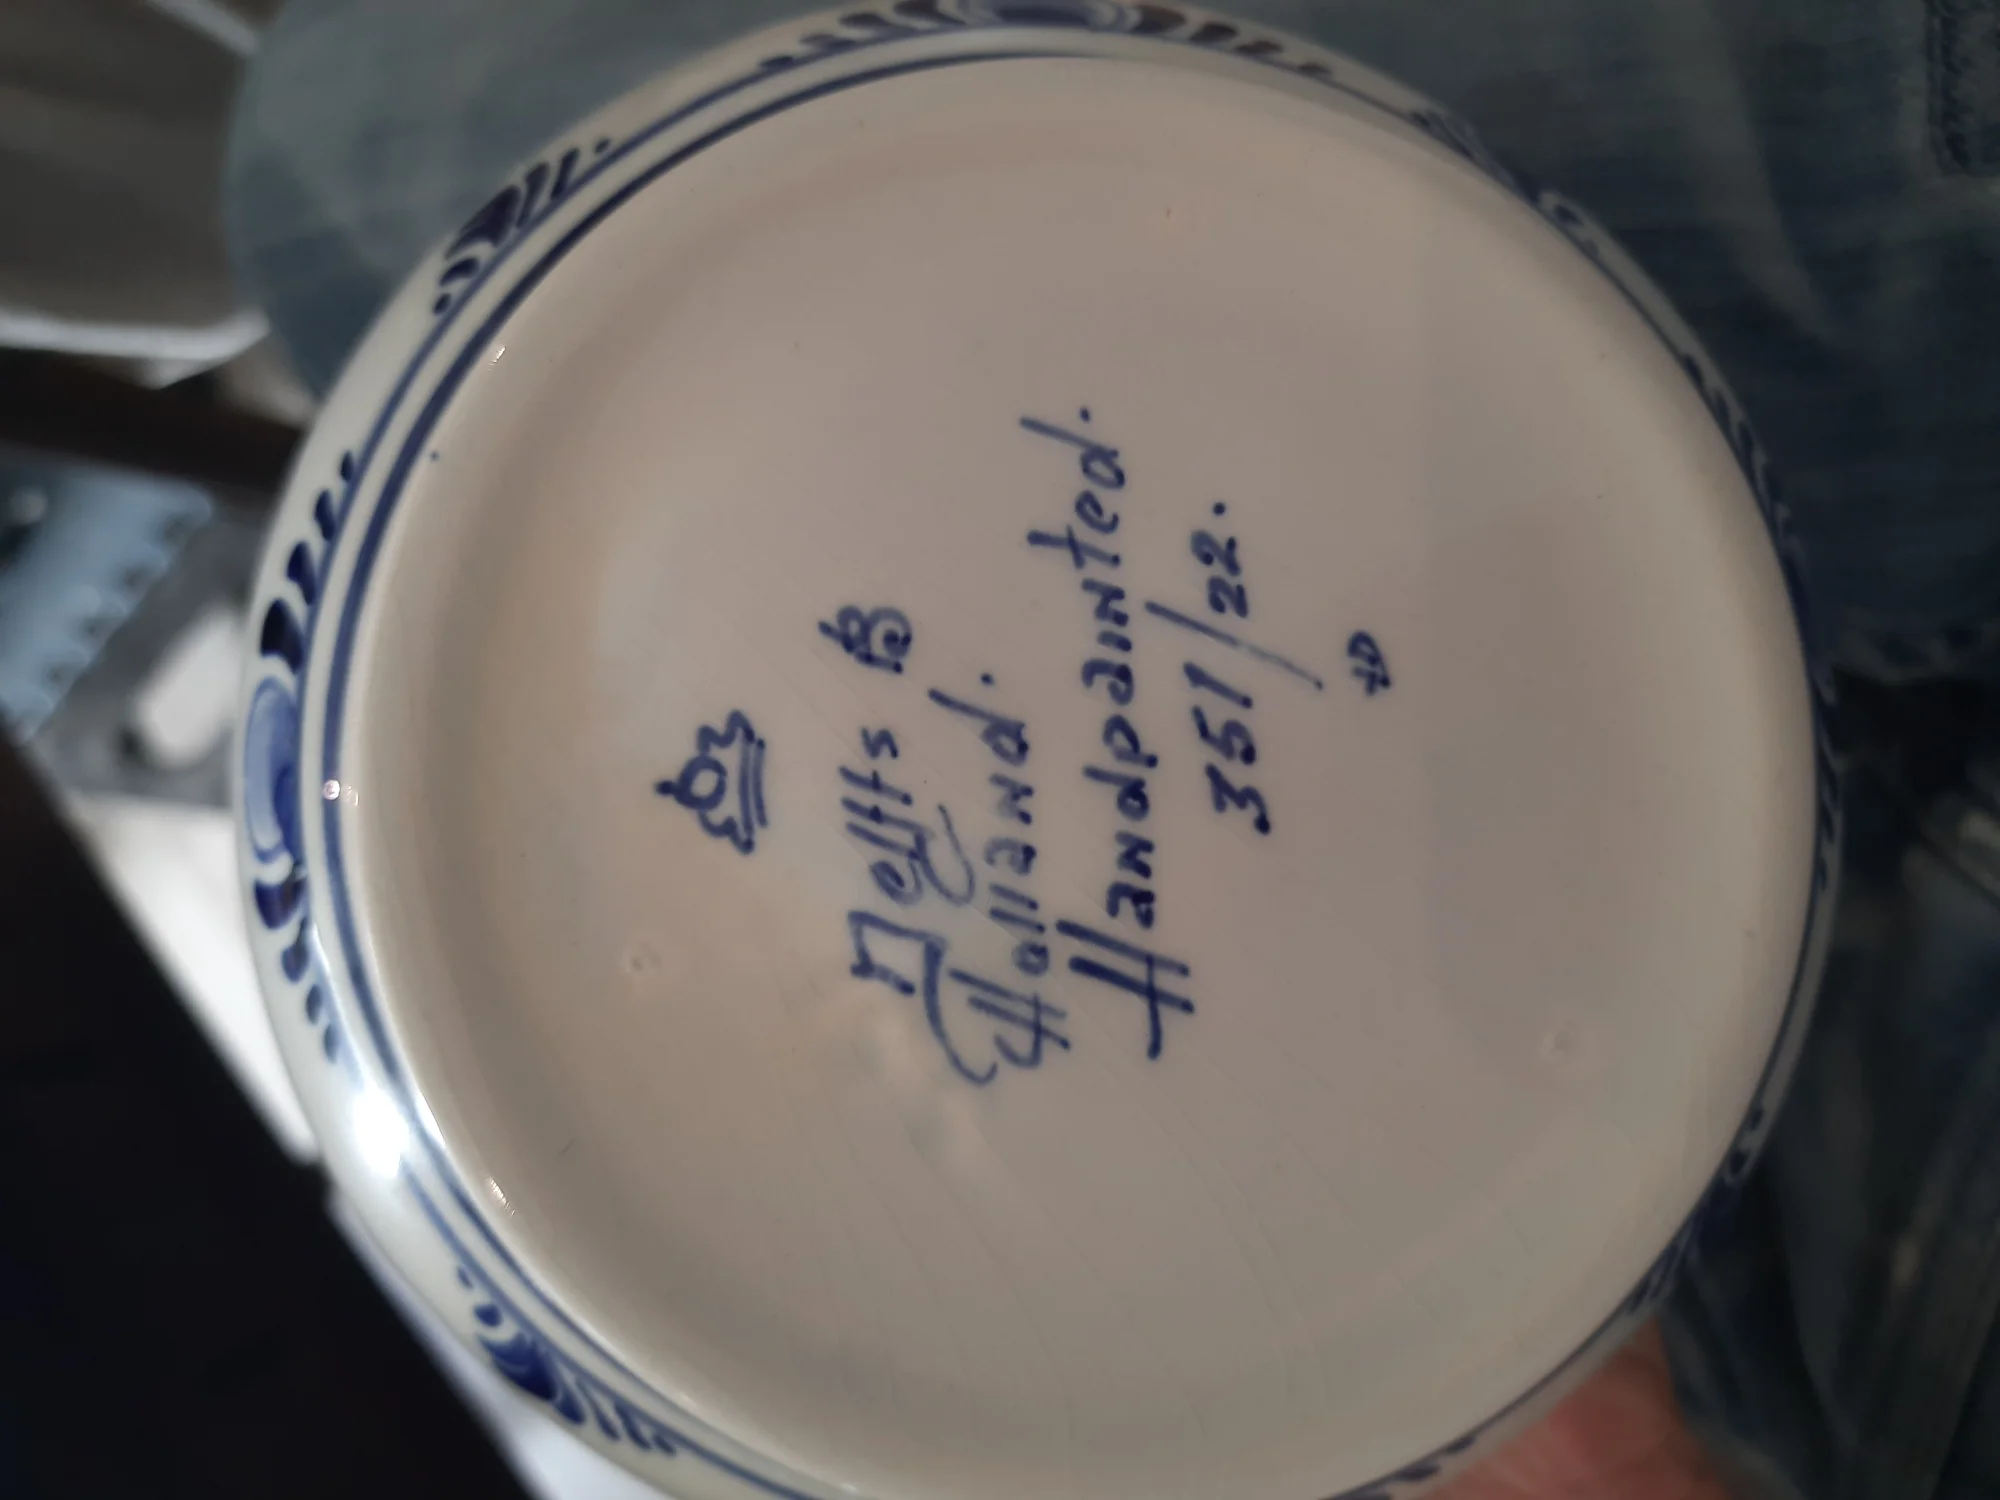 Delfts
Holland.
Handpainted.
351/22.